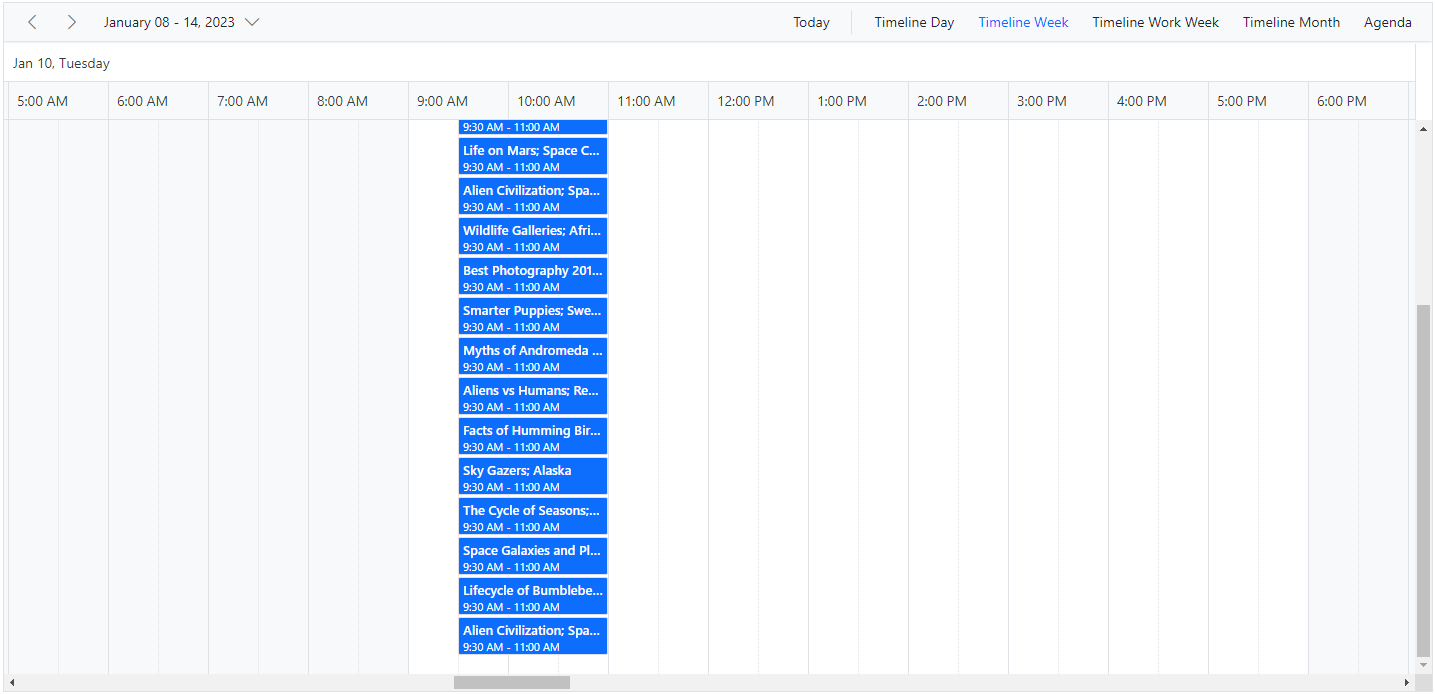 January 08 - 14, 2023 Today Timeline Day Timeline Week Timeline Work Week Timeline Month Agenda
Jan 10, Tuesday
5:00 AM 6:00 AM 7:00 AM 8:00 AM 9:00 AM 10:00 AM 11:00 AM 12:00 PM 1:00 PM 2:00 PM 3:00 PM 4:00 PM 5:00 PM 6:00 PM
9:30 AM - 11:00 AM
Life on Mars; Space C...
9:30 AM - 11:00 AM
Alien Civilization; Spa...
9:30 AM - 11:00 AM
Wildlife Galleries; Afri...
9:30 AM - 11:00 AM
Best Photography 201...
9:30 AM - 11:00 AM
Smarter Puppies; Swe...
9:30 AM - 11:00 AM
Myths of Andromeda ...
9:30 AM - 11:00 AM
Aliens vs Humans; Re...
9:30 AM - 11:00 AM
Facts of Humming Bir...
9:30 AM - 11:00 AM
Sky Gazers; Alaska
9:30 AM - 11:00 AM
The Cycle of Seasons;...
9:30 AM - 11:00 AM
Space Galaxies and Pl...
9:30 AM - 11:00 AM
Lifecycle of Bumblebe...
9:30 AM - 11:00 AM
Alien Civilization; Spa...
9:30 AM - 11:00 AM